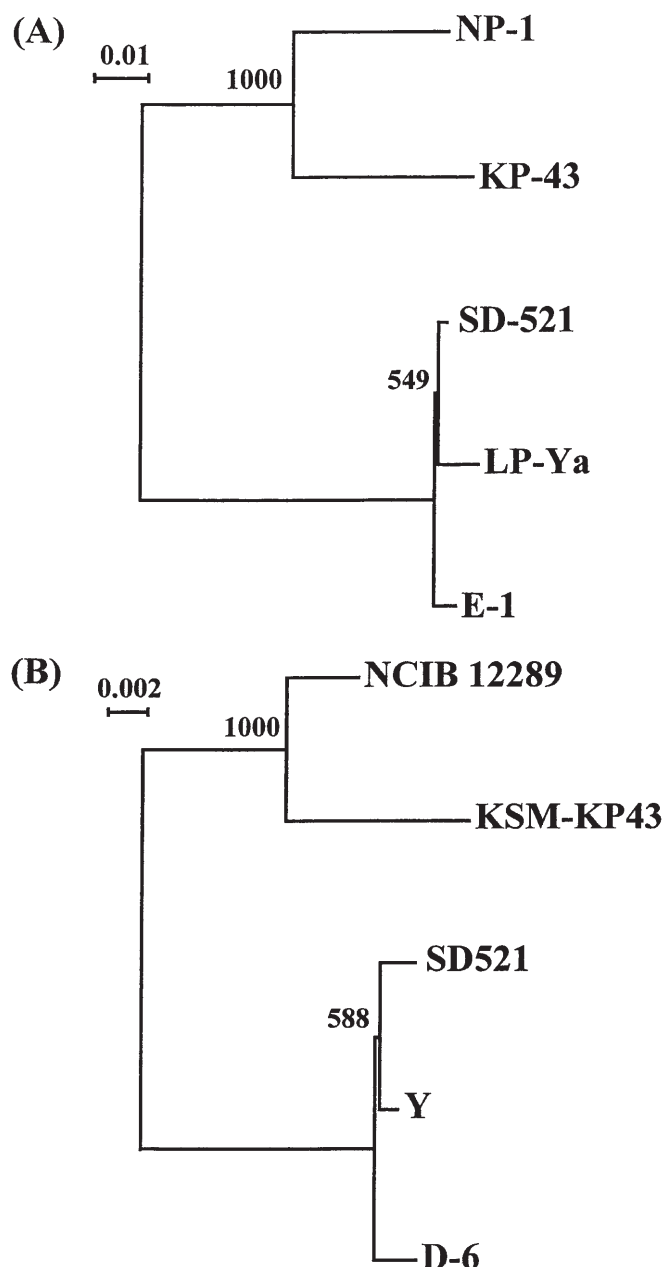 (A)
0.01
NP-1
1000
KP-43
SD-521
549
LP-Ya
E-1
(B)
0.002
NCIB 12289
1000
KSM-KP43
SD521
588
Y
D-6